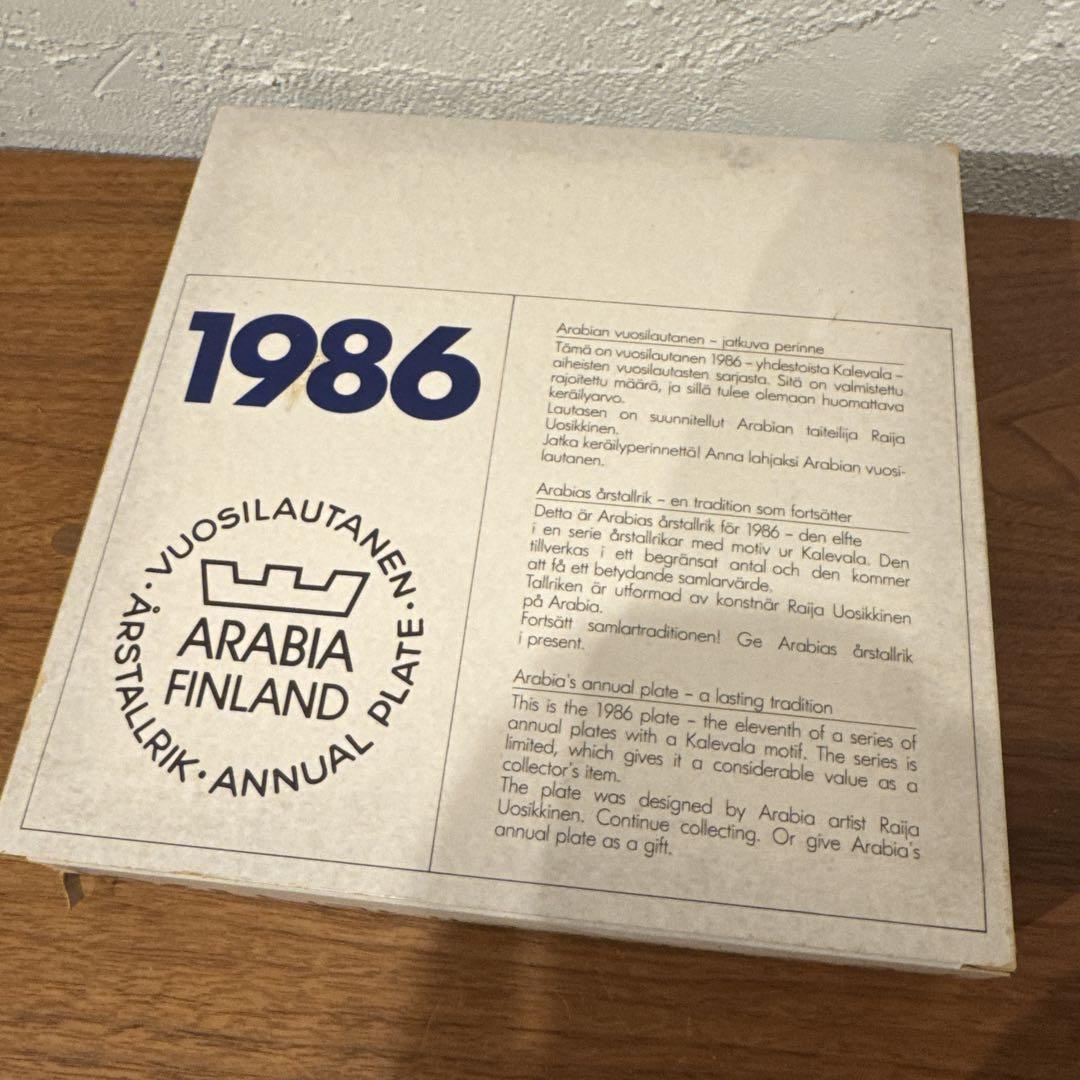 1986
VUOSILAUTANEN · ANNUAL PLATE · ÅRSTALLRIK ·
ARABIA
FINLAND
Arabian vuosilautanen – jatkuva perinne
Tämä on vuosilautanen 1986 – yhdestoista Kalevala –
aiheisten vuosilautasten sarjasta. Sitä on valmistettu
rajoitettu määrä, ja sillä tulee olemaan huomattava
keräilyarvo.
Lautasen on suunnitellut Arabian taiteilija Raija
Uosikkinen.
Jatka keräilyperinnettä! Anna lahjaksi Arabian vuosi-
lautanen.
Arabias årstallrik – en tradition som fortsätter
Detta är Arabias årstallrik för 1986 – den elfte
i en serie årstallrikar med motiv ur Kalevala. Den
tillverkas i ett begränsat antal och den kommer
att få ett betydande samlarvärde.
Tallriken är utformad av konstnär Raija Uosikkinen
på Arabia.
Fortsätt samlartraditionen! Ge Arabias årstallrik
i present.
Arabia's annual plate – a lasting tradition
This is the 1986 plate – the eleventh of a series of
annual plates with a Kalevala motif. The series is
limited, which gives it a considerable value as a
collector's item.
The plate was designed by Arabia artist Raija
Uosikkinen. Continue collecting. Or give Arabia's
annual plate as a gift.